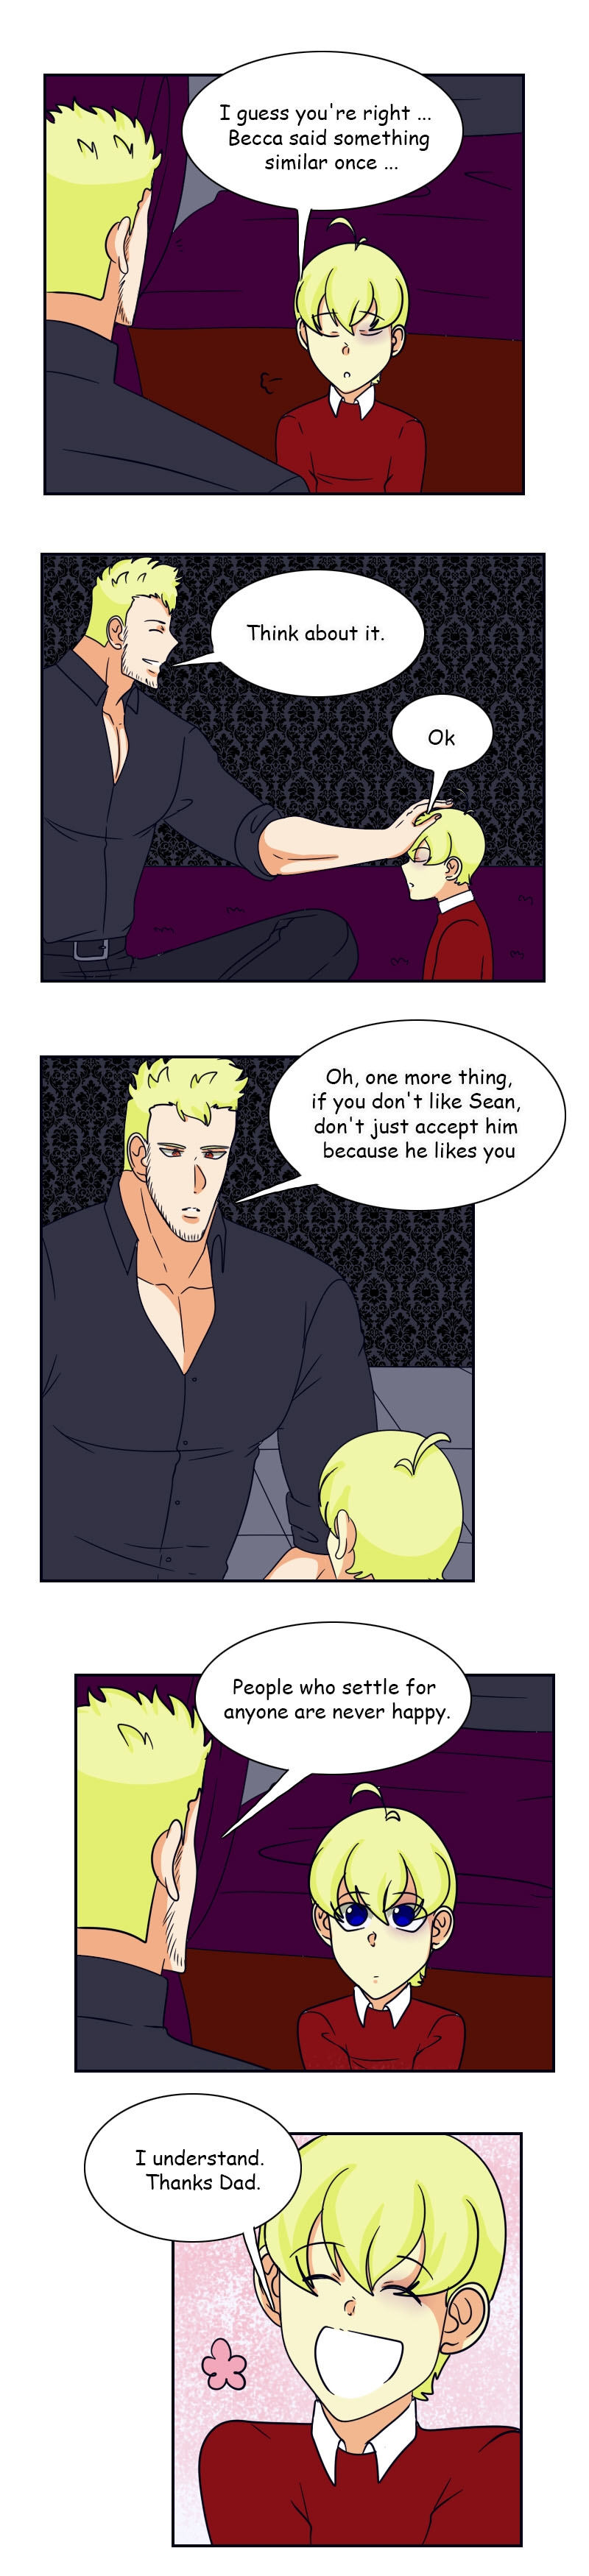 I guess you're right ...
Becca said something
similar once ...
Think about it.
Ok
Oh, one more thing,
if you don't like Sean,
don't just accept him
because he likes you
People who settle for
anyone are never happy.
I understand.
Thanks Dad.